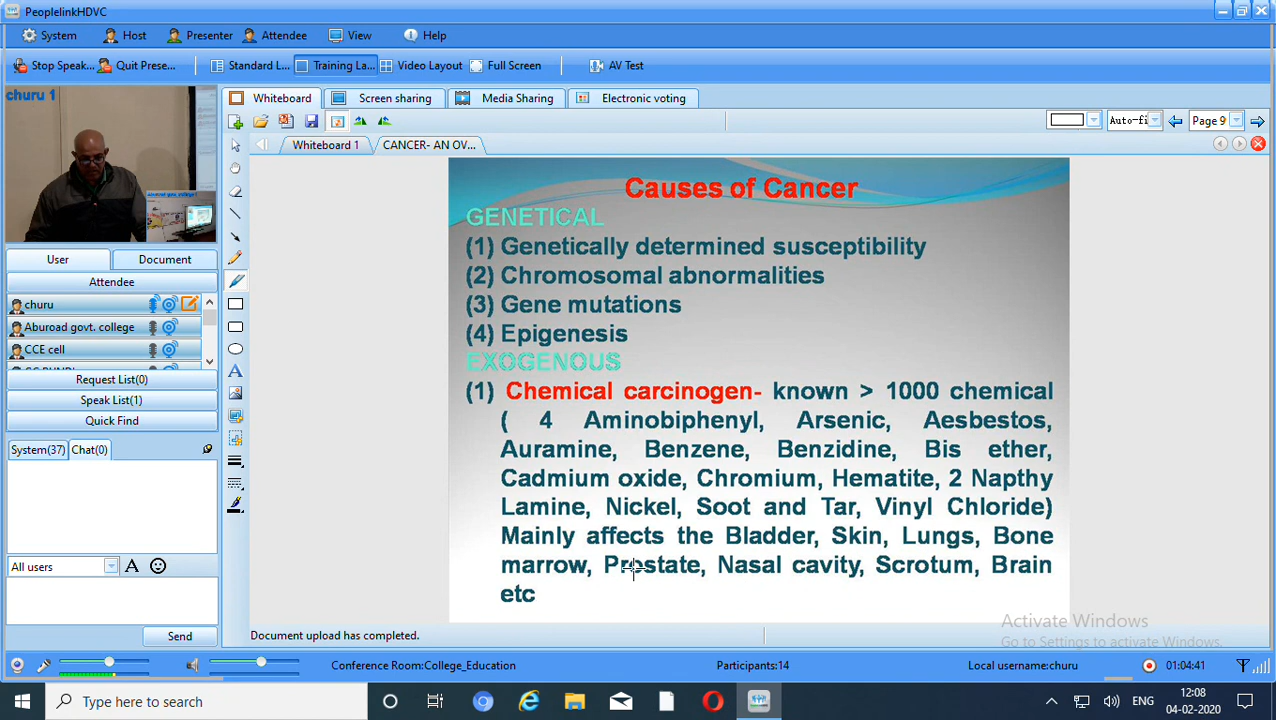 PeoplelinkHDVC
System Host Presenter Attendee View Help
Stop Speak... Quit Prese... Standard L... Training La... Video Layout Full Screen AV Test
churu 1
Whiteboard Screen sharing Media Sharing Electronic voting
Auto-fi Page 9
Whiteboard 1 CANCER- AN OV...
Causes of Cancer
GENETICAL
(1) Genetically determined susceptibility
(2) Chromosomal abnormalities
(3) Gene mutations
(4) Epigenesis
EXOGENOUS
(1) Chemical carcinogen- known > 1000 chemical
( 4 Aminobiphenyl, Arsenic, Aesbestos,
Auramine, Benzene, Benzidine, Bis ether,
Cadmium oxide, Chromium, Hematite, 2 Napthy
Lamine, Nickel, Soot and Tar, Vinyl Chloride)
Mainly affects the Bladder, Skin, Lungs, Bone
marrow, Prostate, Nasal cavity, Scrotum, Brain
etc
User Document
Attendee
churu
Aburoad govt. college
CCE cell
Request List(0)
Speak List(1)
Quick Find
System(37) Chat(0)
All users A
Send
Document upload has completed.
Activate Windows
Go to Settings to activate Windows.
Conference Room:College_Education Participants:14 Local username:churu 01:04:41
Type here to search
ENG
12:08
04-02-2020